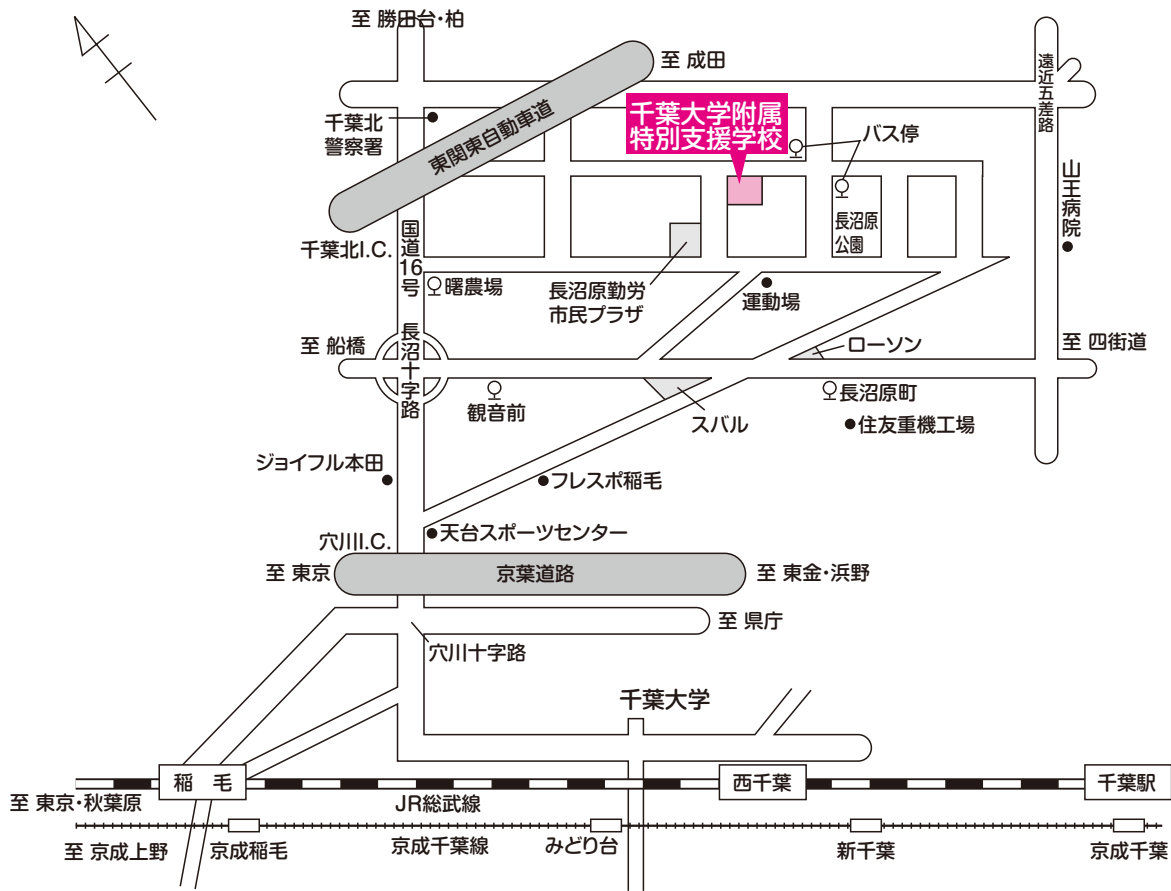 至 勝田台・柏
至 成田
遠近五差路
千葉北
警察署
東関東自動車道
千葉大学附属
特別支援学校
バス停
山王病院
長沼原
公園
千葉北I.C.
国道16号
曙農場
長沼原勤労
市民プラザ
運動場
至 船橋
長沼十字路
ローソン
至 四街道
観音前
スバル
長沼原町
住友重機工場
ジョイフル本田
フレスポ稲毛
天台スポーツセンター
穴川I.C.
至 東京
京葉道路
至 東金・浜野
至 県庁
穴川十字路
千葉大学
稲 毛
西千葉
千葉駅
至 東京・秋葉原
JR総武線
至 京成上野
京成稲毛
京成千葉線
みどり台
新千葉
京成千葉